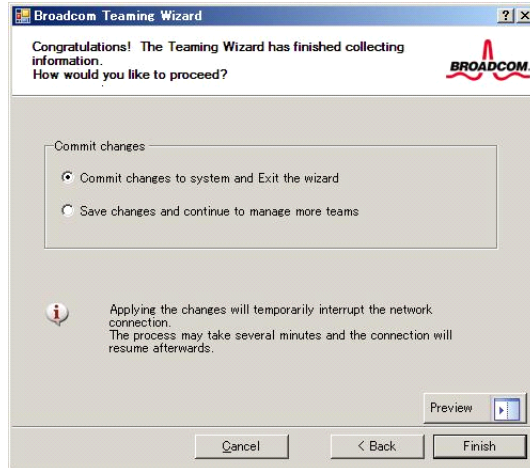 Broadcom Teaming Wizard
Congratulations! The Teaming Wizard has finished collecting
information.
How would you like to proceed?
BROADCOM.
Commit changes
Commit changes to system and Exit the wizard
Save changes and continue to manage more teams
Applying the changes will temporarily interrupt the network
connection.
The process may take several minutes and the connection will
resume afterwards.
Preview
Cancel
< Back
Finish